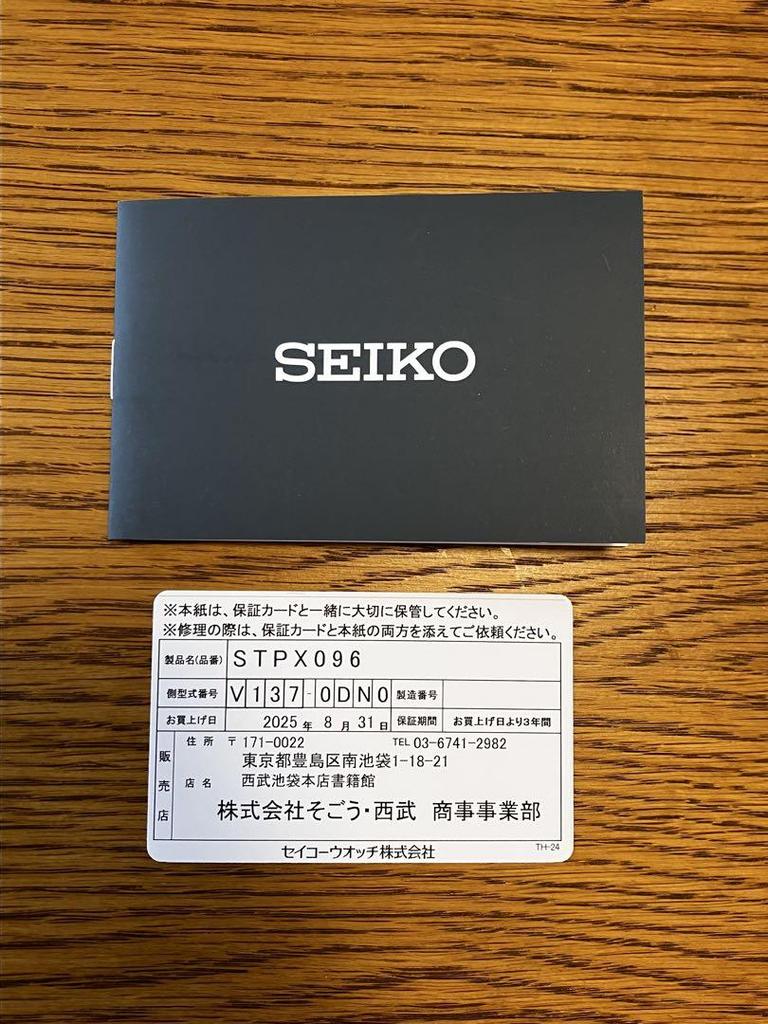 SEIKO
※本紙は、保証カードと一緒に大切に保管してください。
※修理の際は、保証カードと本紙の両方を添えてご依頼ください。
製品名(品番) STPX096
側型式番号 V137-0DN0 製造番号
お買上げ日 2025年 8月 31日 保証期間 お買上げ日より3年間
販売店
住所 〒171-0022 TEL 03-6741-2982
東京都豊島区南池袋1-18-21
店名 西武池袋本店書籍館
株式会社そごう・西武 商事事業部
セイコーウオッチ株式会社 TH-24